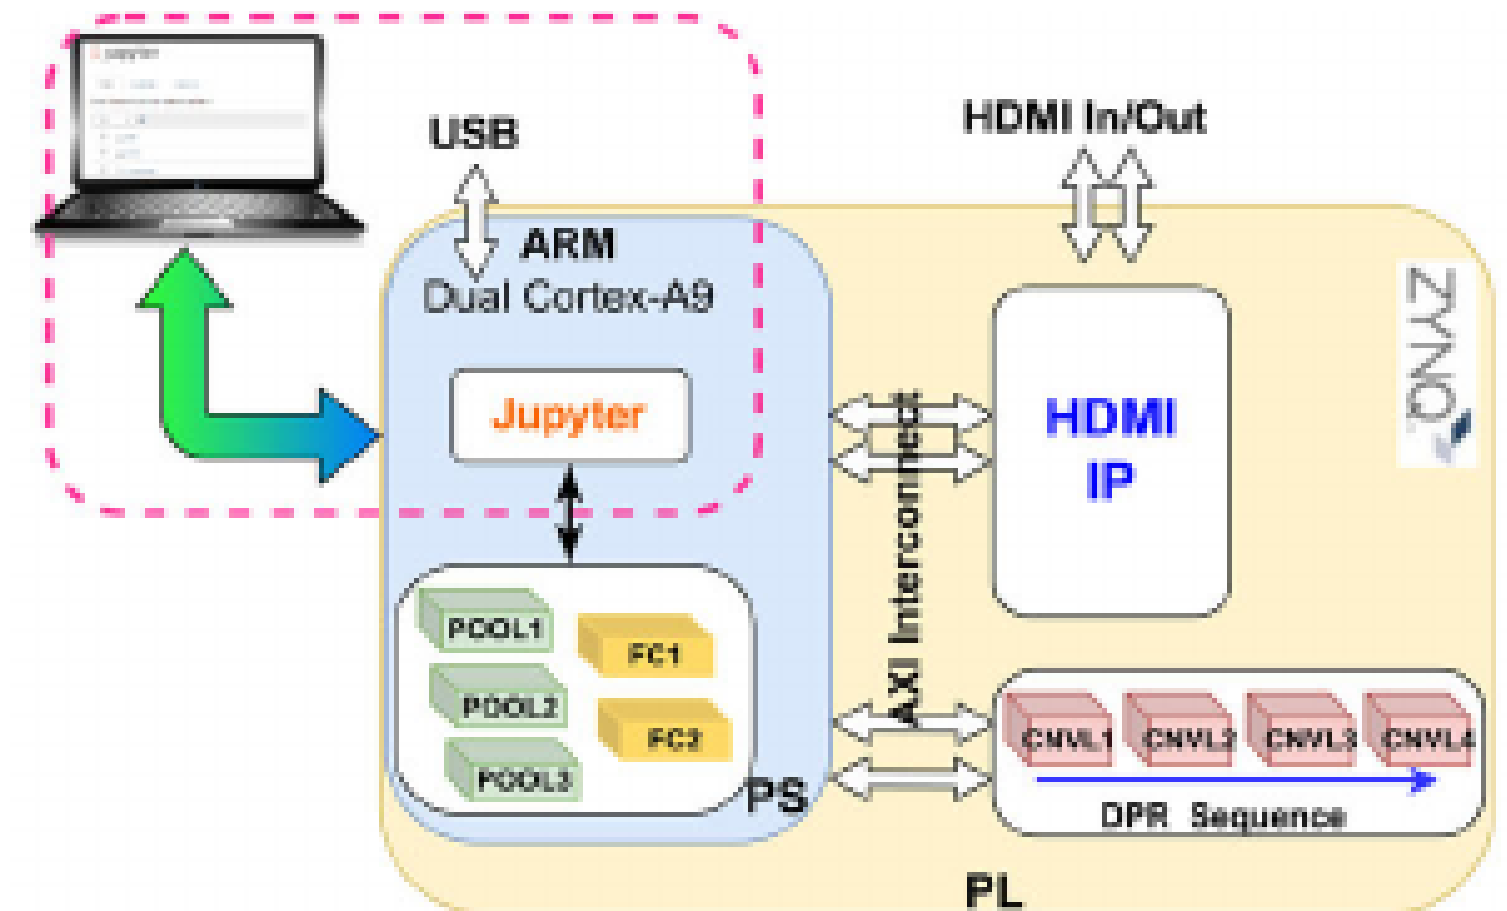 jupyter
USB
HDMI In/Out
ARM
Dual Cortex-A9
ZYNQ
Jupyter
HDMI
IP
AXI Interconnect
POOL1
FC1
POOL2
FC2
POOL3
PS
CNVL1
CNVL2
CNVL3
CNVL4
DPR Sequence
PL